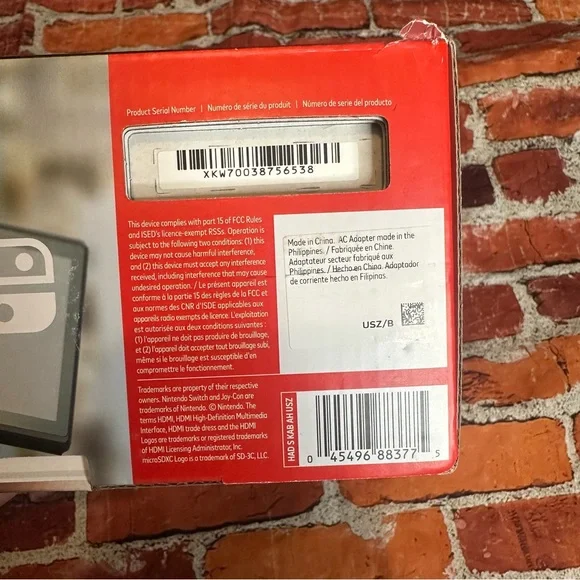 Product Serial Number | Numéro de série du produit | Número de serie del producto
XKW70038756538
This device complies with part 15 of FCC Rules
and ISED's licence-exempt RSSs. Operation is
subject to the following two conditions: (1) this
device may not cause harmful interference,
and (2) this device must accept any interference
received, including interference that may cause
undesired operation. / Le présent appareil est
conforme à la partie 15 des règles de la FCC et
aux normes des CNR d'ISDE applicables aux
appareils radio exempts de licence. L'exploitation
est autorisée aux deux conditions suivantes :
(1) l'appareil ne doit pas produire de brouillage,
et (2) l'appareil doit accepter tout brouillage subi,
même si le brouillage est susceptible d'en
compromettre le fonctionnement.
Made in China. AC Adapter made in the
Philippines. / Fabriquée en Chine.
Adaptateur secteur fabriqué aux
Philippines. / Hecho en China. Adaptador
de corriente hecho en Filipinas.
USZ/B
Trademarks are property of their respective
owners. Nintendo Switch and Joy-Con are
trademarks of Nintendo. © Nintendo. The
terms HDMI, HDMI High-Definition Multimedia
Interface, HDMI trade dress and the HDMI
Logos are trademarks or registered trademarks
of HDMI Licensing Administrator, Inc.
microSDXC Logo is a trademark of SD-3C, LLC.
HAD S KAB AH USZ
0 45496 88377 5